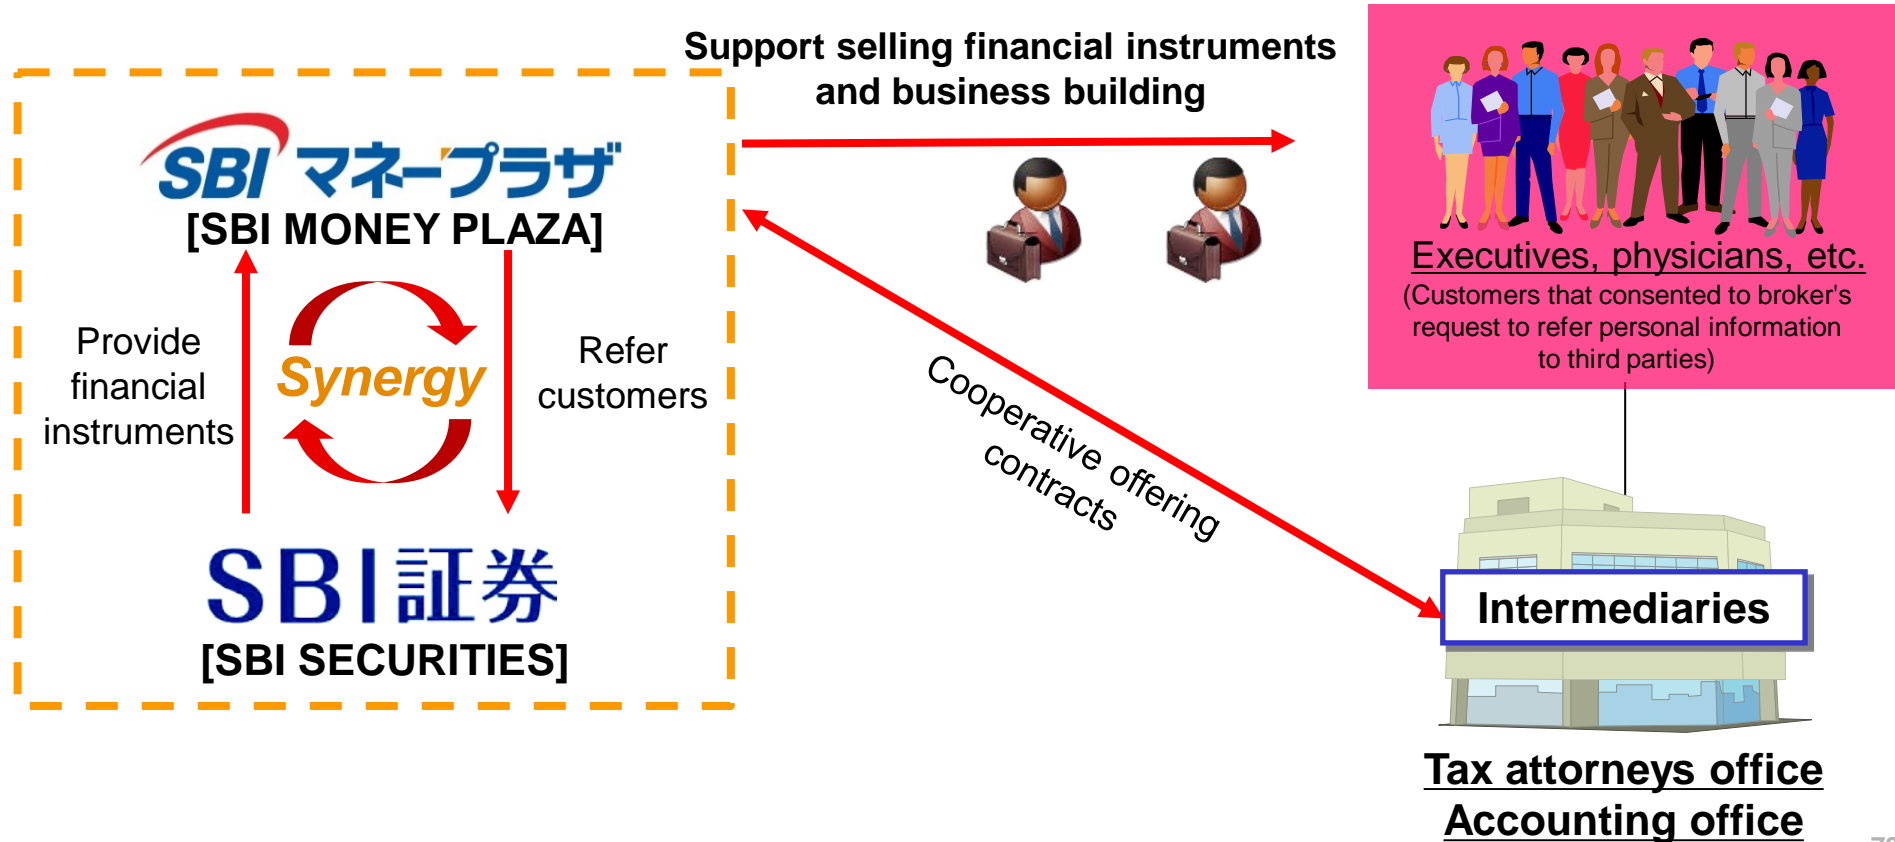 Support selling financial instruments
and business building
SBI マネープラザ
[SBI MONEY PLAZA]
Provide
financial
instruments
Synergy
Refer
customers
SBI証券
[SBI SECURITIES]
Cooperative offering
contracts
Executives, physicians, etc.
(Customers that consented to broker's
request to refer personal information
to third parties)
Intermediaries
Tax attorneys office
Accounting office